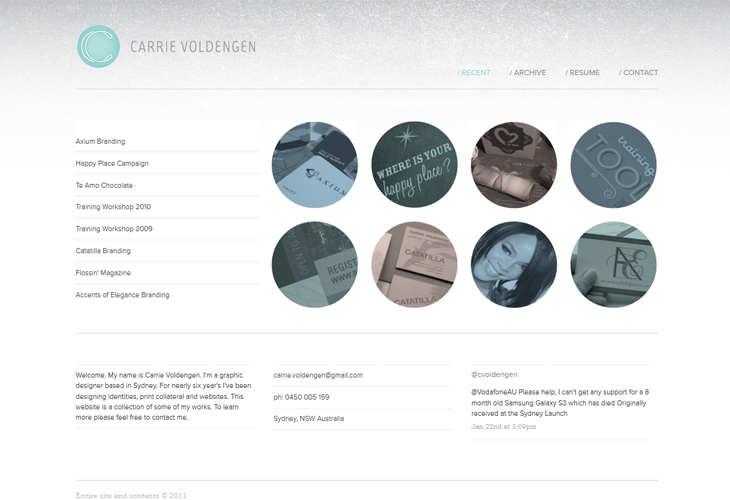 C CARRIE VOLDENGEN
/ RECENT / ARCHIVE / RESUME / CONTACT
Axium Branding
Happy Place Campaign
Te Amo Chocolate
Training Workshop 2010
Training Workshop 2009
Catatilla Branding
Flossin' Magazine
Accents of Elegance Branding
AXIUM
WHERE IS YOUR
happy place?
training
TOOL
OPEN TO
REGIST
CATATILLA
CATATILLA
A&E
Welcome. My name is Carrie Voldengen. I'm a graphic
designer based in Sydney. For nearly six year's I've been
designing identities, print collateral and websites. This
website is a collection of some of my works. To learn
more please feel free to contact me.
carrie.voldengen@gmail.com
ph: 0450 005 159
Sydney, NSW Australia
@cvoldengen
@VodafoneAU Please help, I can't get any support for a 8
month old Samsung Galaxy S3 which has died Originally
received at the Sydney Launch
Jan 22nd at 5:09pm
Entire site and contents © 2011